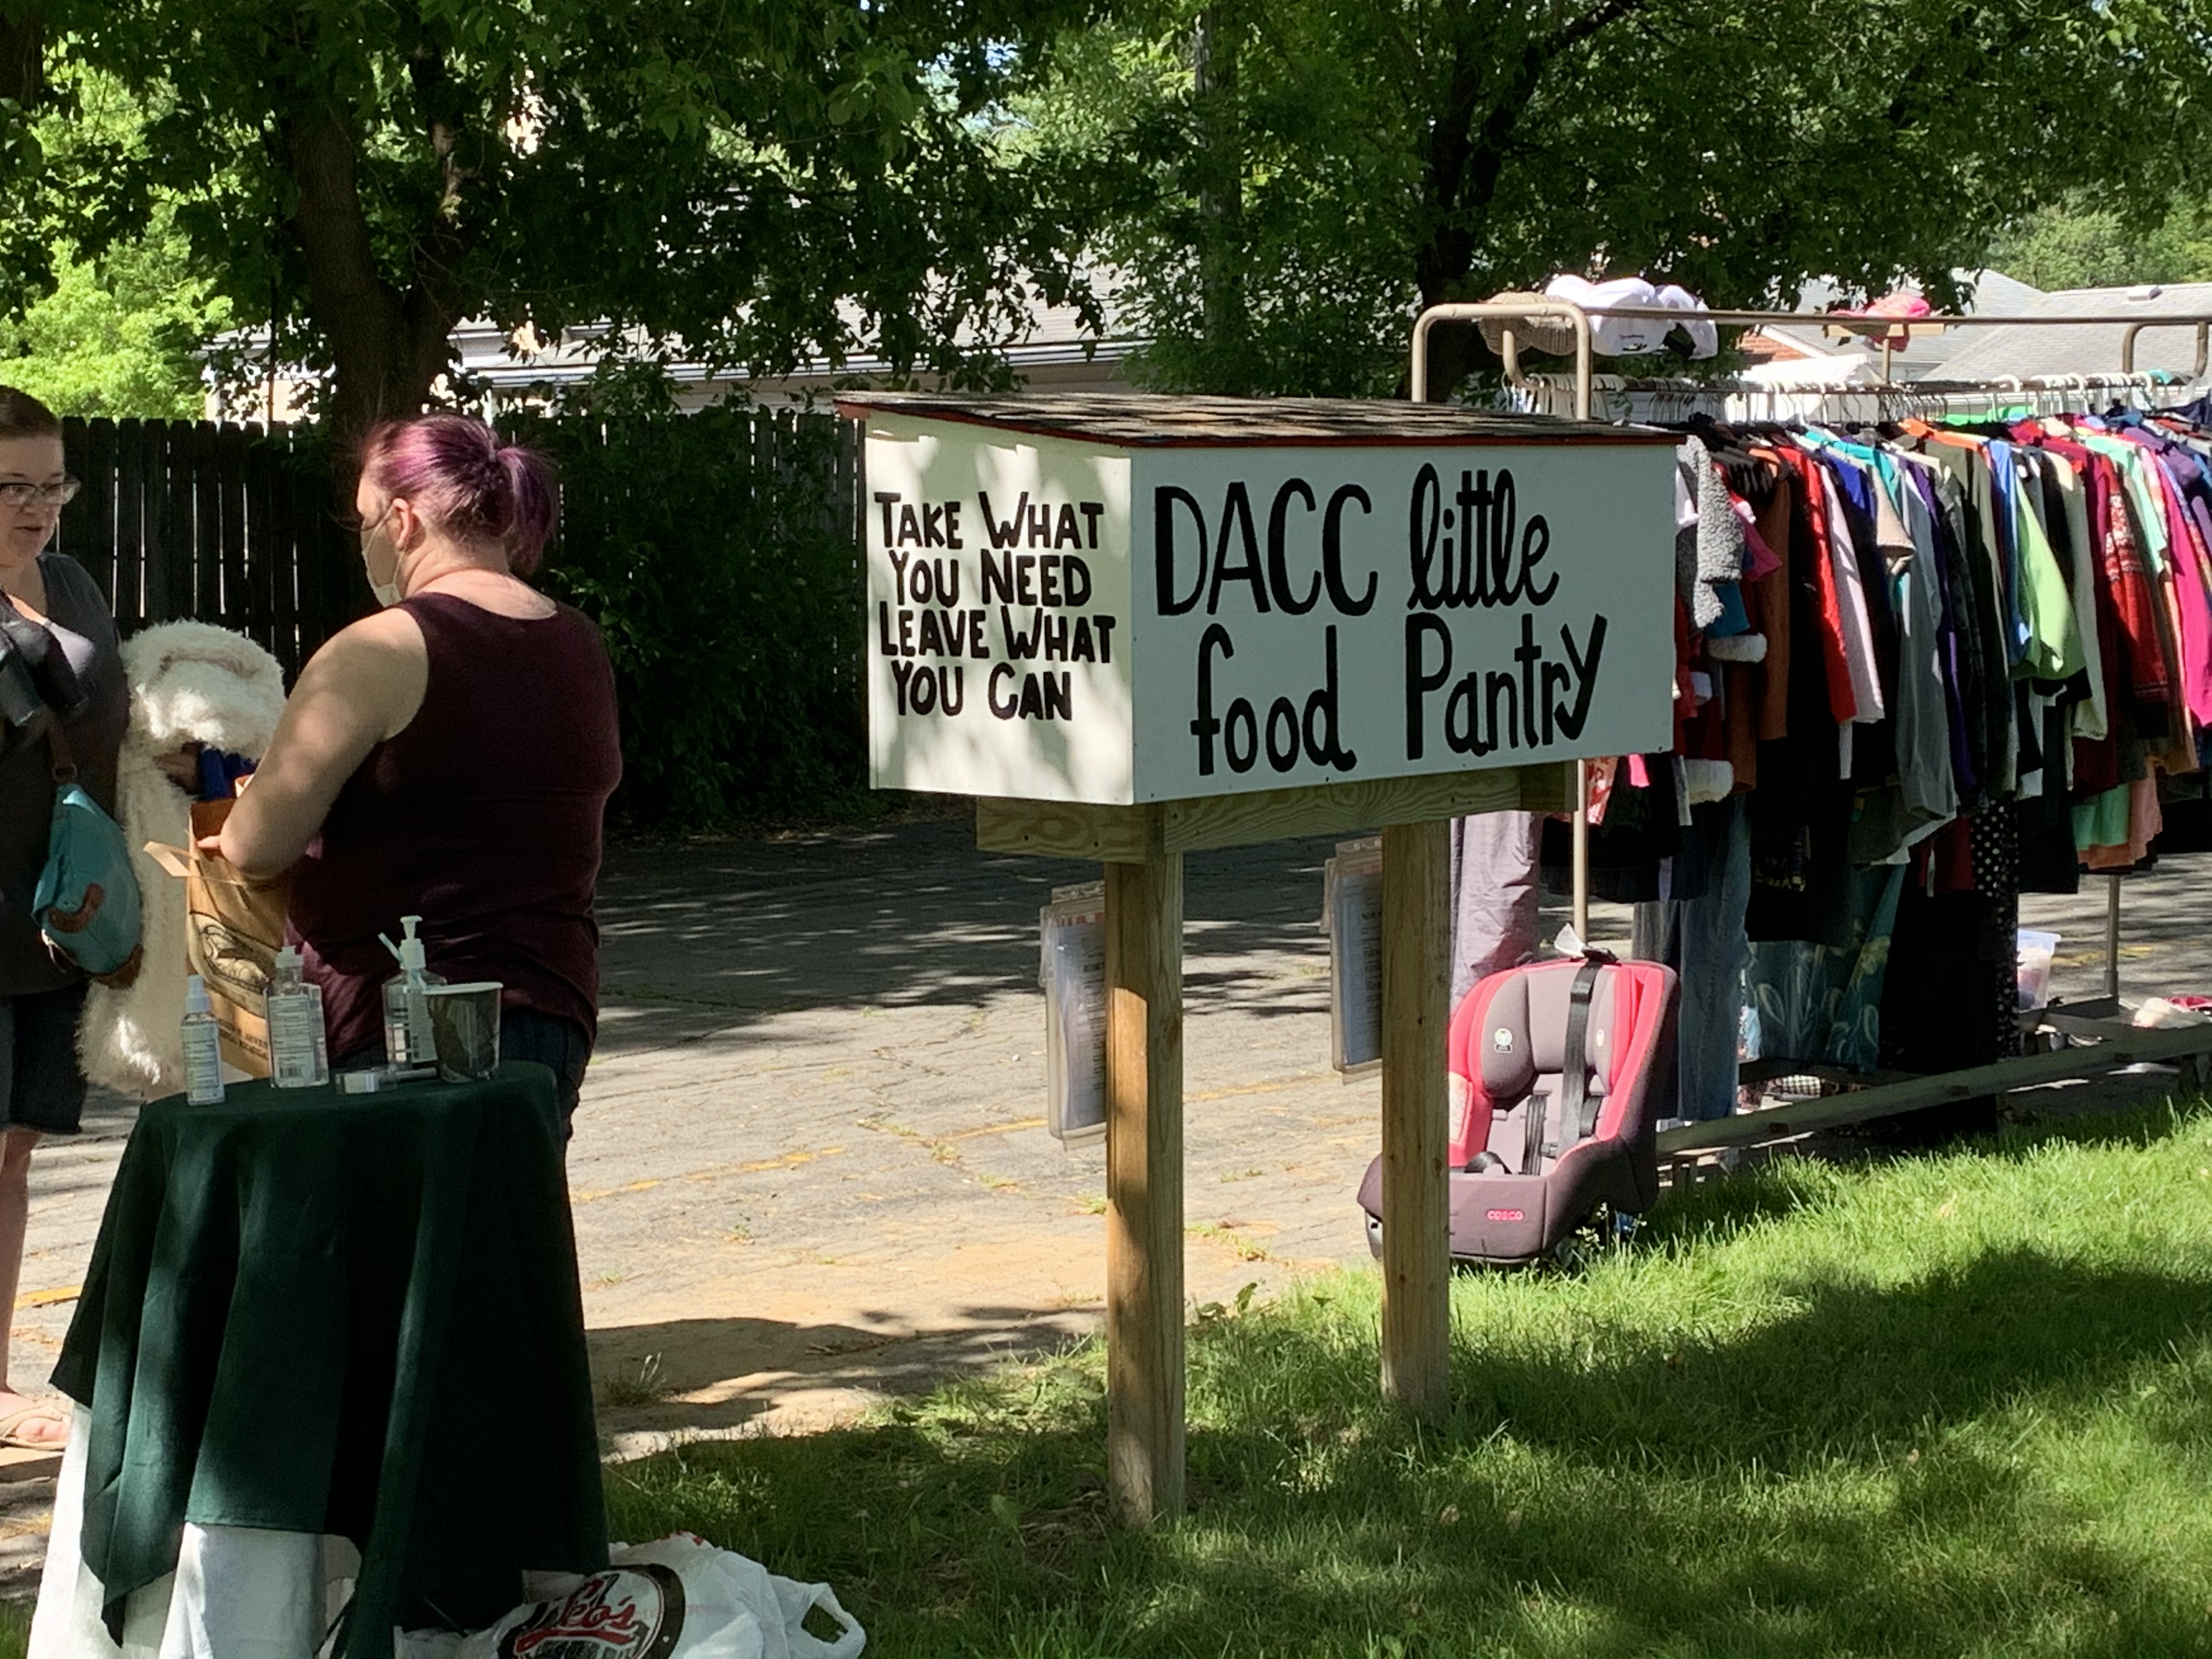 TAKE WHAT
YOU NEED
LEAVE WHAT
YOU CAN
DACC little
food Pantry
COSCO